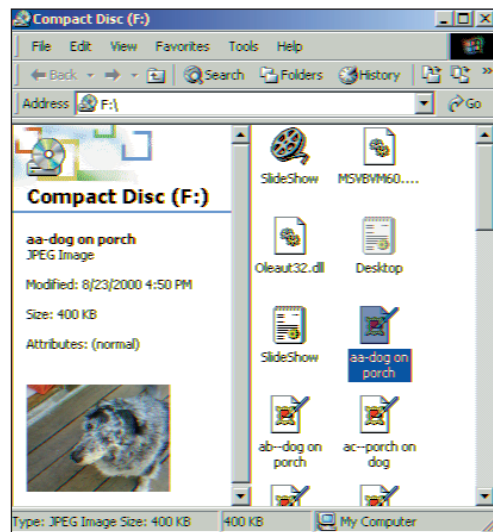 Compact Disc (F:)
File Edit View Favorites Tools Help
Back Search Folders History »
Address F:\ Go
Compact Disc (F:)
aa-dog on porch
JPEG Image
Modified: 8/23/2000 4:50 PM
Size: 400 KB
Attributes: (normal)
SlideShow MSVBVM60....
Oleaut32.dll Desktop
SlideShow aa-dog on
porch
ab--dog on ac--porch on
porch dog
Type: JPEG Image Size: 400 KB 400 KB My Computer